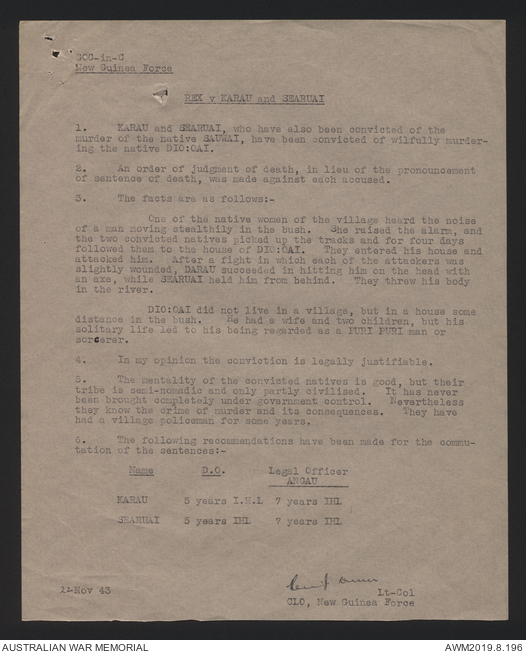 GOC-in-C
New Guinea Force
REX v KARAU and SEARUAI
1. KARAU and SEARUAI, who have also been convicted of the
murder of the native SAUWAI, have been convicted of wilfully murder-
ing the native DIO:OAI.
2. An order of judgment of death, in lieu of the pronouncement
of sentence of death, was made against each accused.
3. The facts are as follows:-
One of the native women of the village heard the noise
of a man moving stealthily in the bush. She raised the alarm, and
the two convicted natives picked up the tracks and for four days
followed them to the house of DIO:OAI. They entered his house and
attacked him. After a fight in which each of the attackers was
slightly wounded, DARAU succeeded in hitting him on the head with
an axe, while SEARUAI held him from behind. They threw his body
in the river.
DIO:OAI did not live in a village, but in a house some
distance in the bush. He had a wife and two children, but his
solitary life led to his being regarded as a PURI PURI man or
sorcerer.
4. In my opinion the conviction is legally justifiable.
5. The mentality of the convicted natives is good, but their
tribe is semi-nomadic and only partly civilised. It has never
been brought completely under government control. Nevertheless
they know the crime of murder and its consequences. They have
had a village policeman for some years.
6. The following recommendations have been made for the commu-
tation of the sentences:-
Name D.O. Legal Officer
ANGAU
KARAU 5 years I.H.L 7 years IHL
SEARUAI 5 years IHL 7 years IHL
Nov 43
Lt-Col
CLO, New Guinea Force
AUSTRALIAN WAR MEMORIAL
AWM2019.8.196